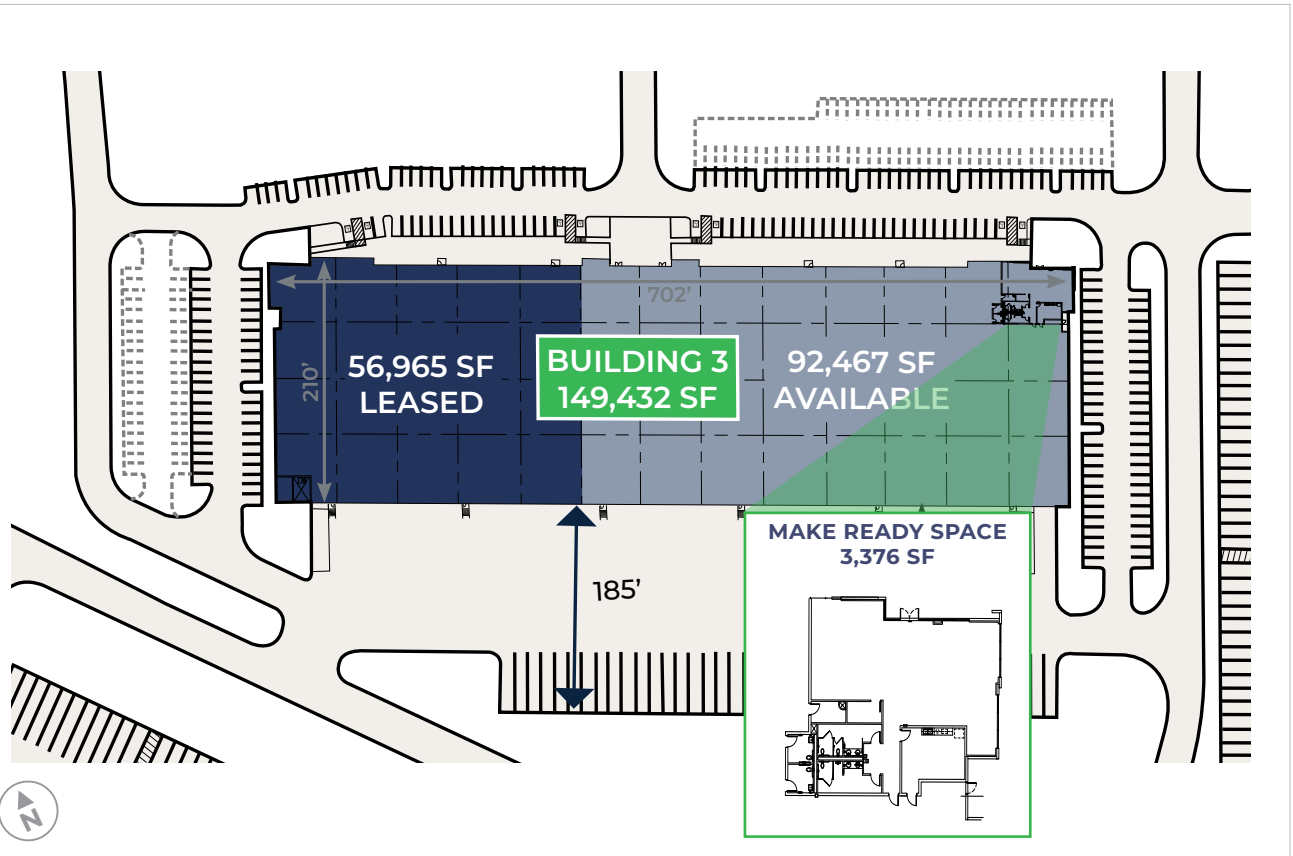 702’
210’
56,965 SF
LEASED
BUILDING 3
149,432 SF
92,467 SF
AVAILABLE
185’
MAKE READY SPACE
3,376 SF
N